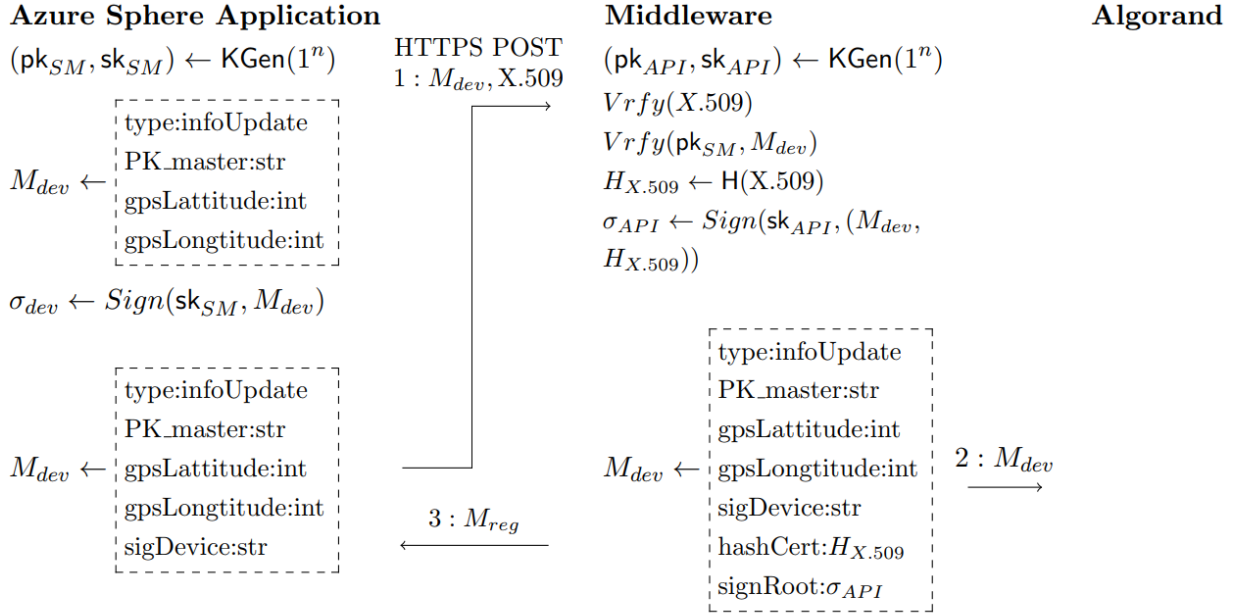 Azure Sphere Application
(pk_SM, sk_SM) ← KGen(1^n)
M_dev ←
type:infoUpdate
PK_master:str
gpsLattitude:int
gpsLongtitude:int
σ_dev ← Sign(sk_SM, M_dev)
M_dev ←
type:infoUpdate
PK_master:str
gpsLattitude:int
gpsLongtitude:int
sigDevice:str
HTTPS POST
1 : M_dev, X.509
3 : M_reg
Middleware
(pk_API, sk_API) ← KGen(1^n)
Vrfy(X.509)
Vrfy(pk_SM, M_dev)
H_X.509 ← H(X.509)
σ_API ← Sign(sk_API, (M_dev,
H_X.509))
M_dev ←
type:infoUpdate
PK_master:str
gpsLattitude:int
gpsLongtitude:int
sigDevice:str
hashCert:H_X.509
signRoot:σ_API
2 : M_dev
Algorand